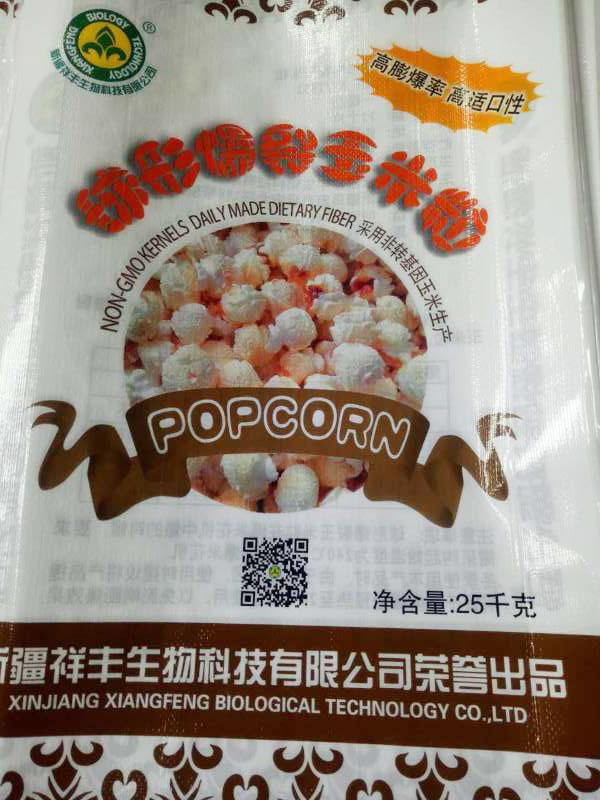 XIANGFENG BIOLOGY TECHNOLOGY
新疆祥丰生物科技有限公司
®
高膨爆率 高适口性
球形爆裂玉米粒
NON-GMO KERNELS DAILY MADE DIETARY FIBER 采用非转基因玉米生产
POPCORN
净含量:25千克
新疆祥丰生物科技有限公司荣誉出品
XINJIANG XIANGFENG BIOLOGICAL TECHNOLOGY CO.,LTD